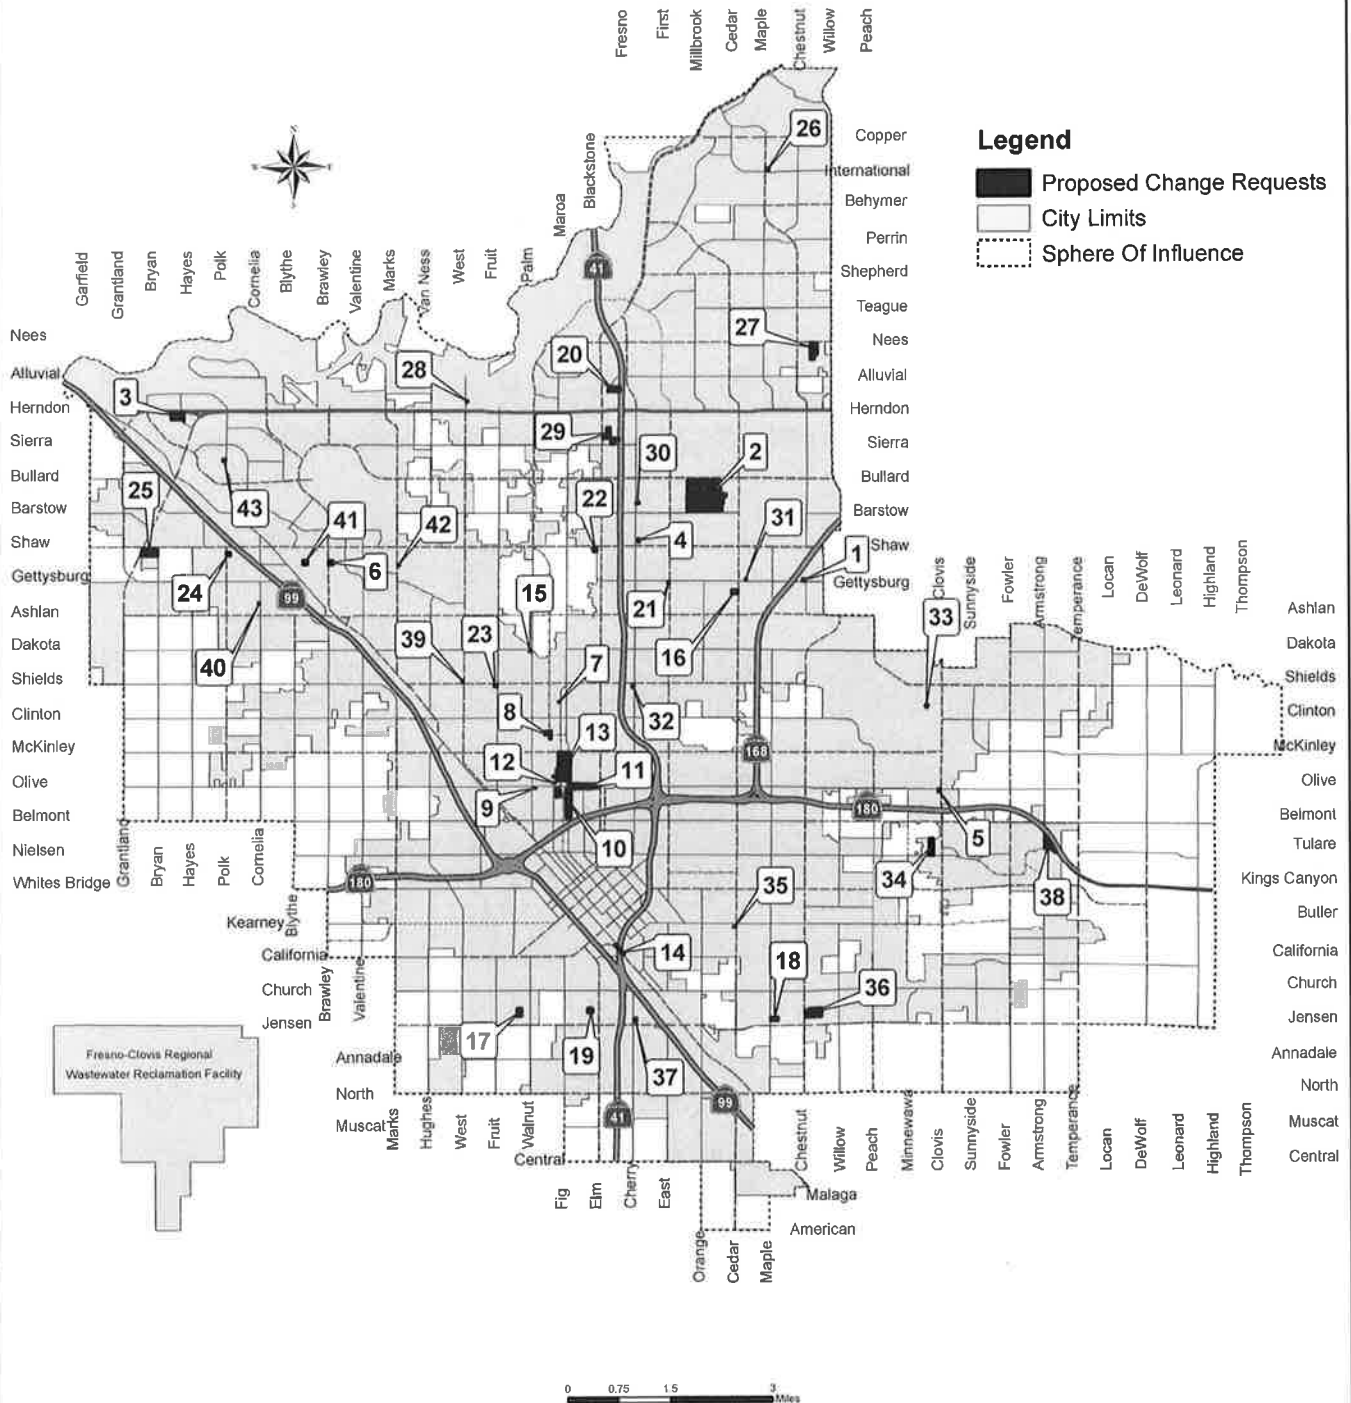 Fresno
First
Millbrook
Cedar
Maple
Chestnut
Willow
Peach
N
E
S
W
Maroa
Blackstone
26
Copper
International
Behymer
Perrin
Shepherd
Teague
Nees
Alluvial
Herndon
Sierra
Bullard
Barstow
Shaw
Gettysburg
Legend
Proposed Change Requests
City Limits
Sphere Of Influence
Garfield
Grantland
Bryan
Hayes
Polk
Cornelia
Blythe
Brawley
Valentine
Marks
Van Ness
West
Fruit
Palm
41
Nees
Alluvial
Herndon
Sierra
Bullard
Barstow
Shaw
Gettysburg
Ashlan
Dakota
Shields
Clinton
McKinley
Olive
Belmont
Nielsen
Whites Bridge
27
20
28
3
29
30
2
25
43
41
42
22
4
31
1
24
6
99
15
21
16
33
40
39
23
7
8
32
13
12
11
168
9
180
10
5
34
38
35
14
18
36
17
19
37
180
99
41
Clovis
Sunnyside
Fowler
Armstrong
Temperance
Locan
DeWolf
Leonard
Highland
Thompson
Ashlan
Dakota
Shields
Clinton
McKinley
Olive
Belmont
Tulare
Kings Canyon
Butler
California
Church
Jensen
Annadale
North
Muscat
Central
Grantland
Bryan
Hayes
Polk
Cornelia
Blythe
Kearney
California
Church
Jensen
Brawley
Valentine
Annadale
North
Muscat
Central
Fresno-Clovis Regional
Wastewater Reclamation Facility
Marks
Hughes
West
Fruit
Walnut
Fig
Elm
Cherry
East
Orange
Cedar
Maple
Chestnut
Willow
Peach
Minnewawa
Clovis
Sunnyside
Fowler
Armstrong
Temperance
Locan
DeWolf
Leonard
Highland
Thompson
Malaga
American
0 0.75 1.5 3
Miles